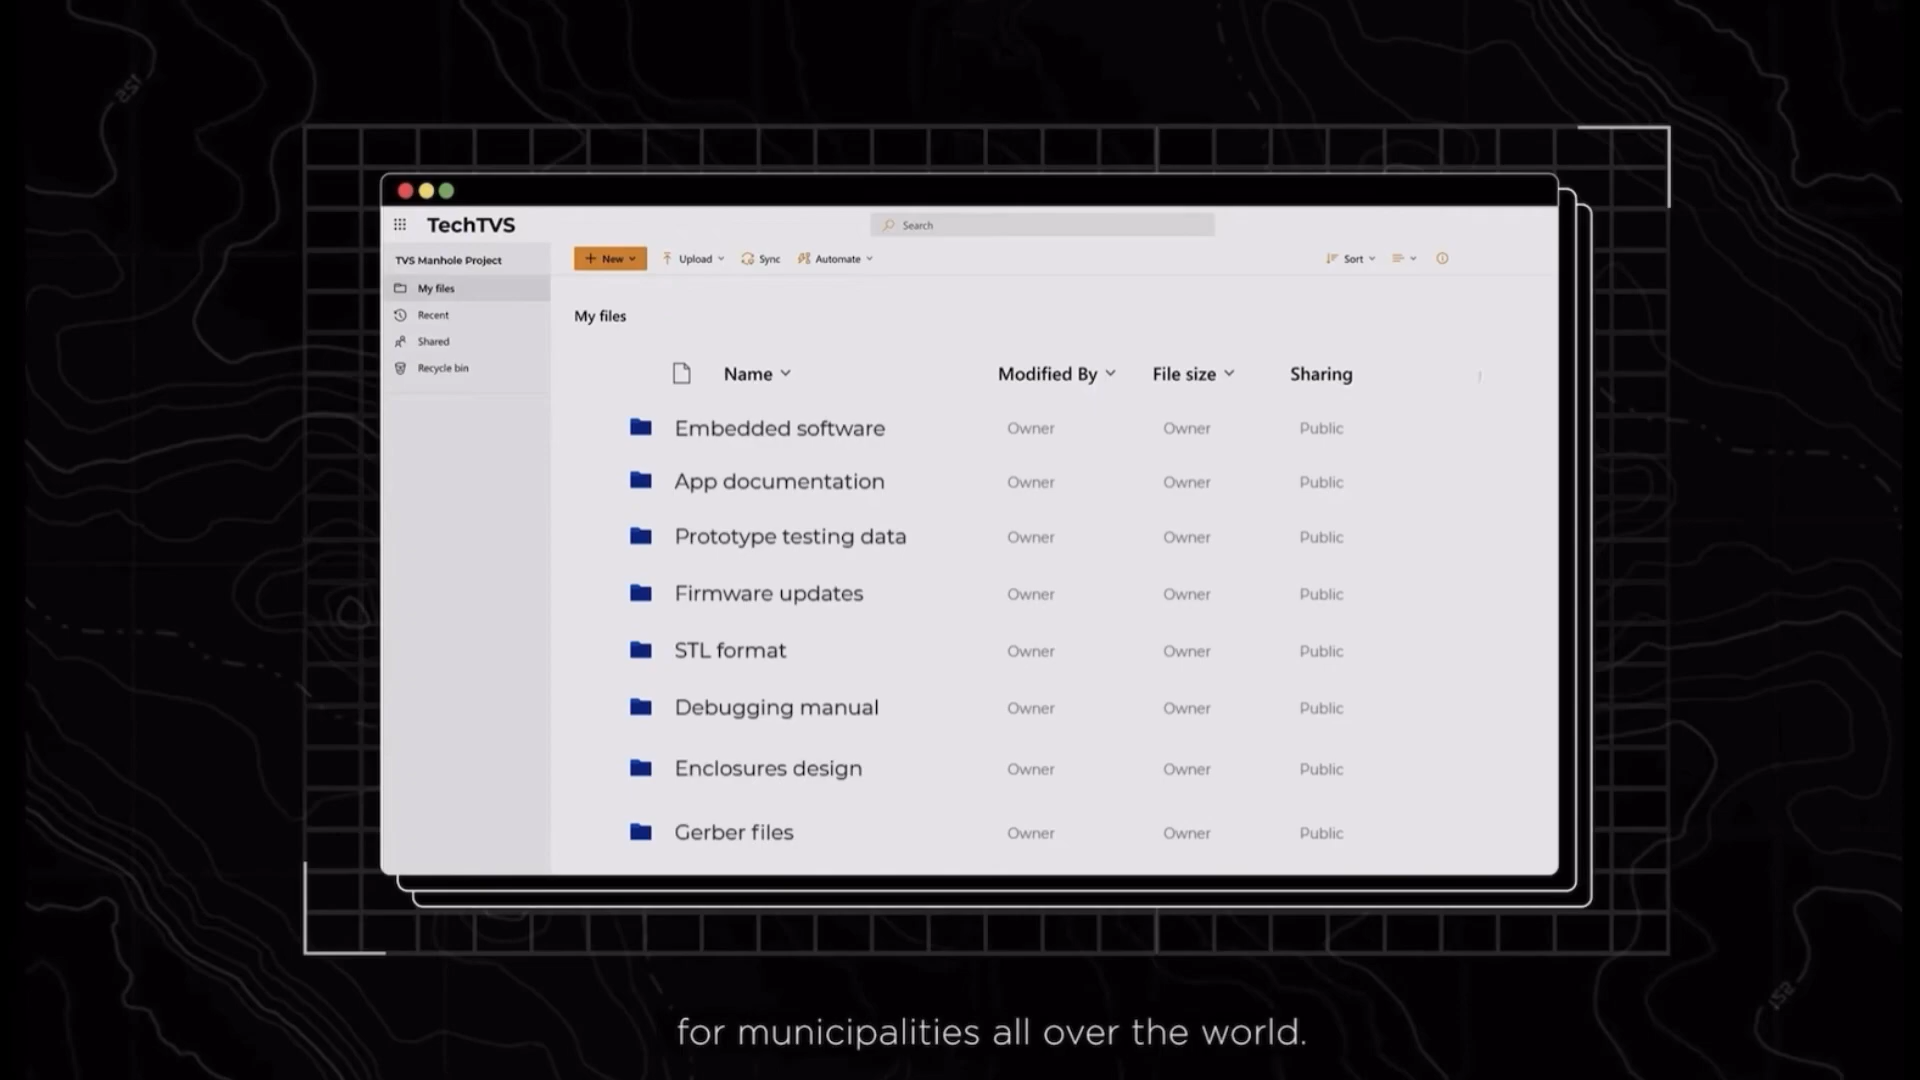 TechTVS
Search
TVS Manhole Project
New
Upload
Sync
Automate
Sort
My files
Recent
Shared
Recycle bin
My files
Name
Modified By
File size
Sharing
Embedded software Owner Owner Public
App documentation Owner Owner Public
Prototype testing data Owner Owner Public
Firmware updates Owner Owner Public
STL format Owner Owner Public
Debugging manual Owner Owner Public
Enclosures design Owner Owner Public
Gerber files Owner Owner Public
for municipalities all over the world.